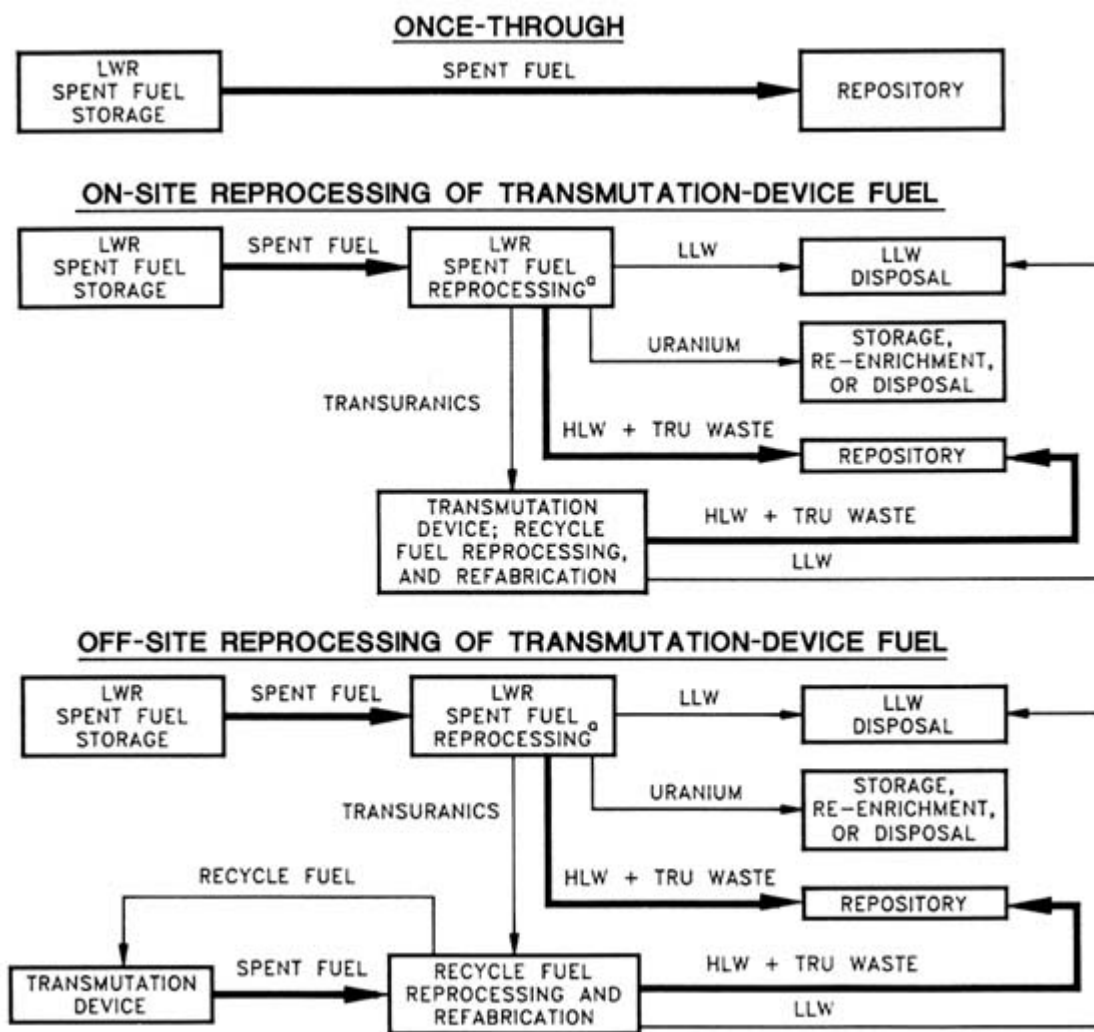 ONCE-THROUGH
LWR
SPENT FUEL
STORAGE
SPENT FUEL
REPOSITORY
ON-SITE REPROCESSING OF TRANSMUTATION-DEVICE FUEL
LWR
SPENT FUEL
STORAGE
SPENT FUEL
LWR
SPENT FUEL
REPROCESSINGᵃ
LLW
LLW
DISPOSAL
URANIUM
STORAGE,
RE-ENRICHMENT,
OR DISPOSAL
TRANSURANICS
HLW + TRU WASTE
REPOSITORY
TRANSMUTATION
DEVICE; RECYCLE
FUEL REPROCESSING,
AND REFABRICATION
HLW + TRU WASTE
LLW
OFF-SITE REPROCESSING OF TRANSMUTATION-DEVICE FUEL
LWR
SPENT FUEL
STORAGE
SPENT FUEL
LWR
SPENT FUEL
REPROCESSINGᵃ
LLW
LLW
DISPOSAL
URANIUM
STORAGE,
RE-ENRICHMENT,
OR DISPOSAL
TRANSURANICS
HLW + TRU WASTE
REPOSITORY
RECYCLE FUEL
TRANSMUTATION
DEVICE
SPENT FUEL
RECYCLE FUEL
REPROCESSING AND
REFABRICATION
HLW + TRU WASTE
LLW